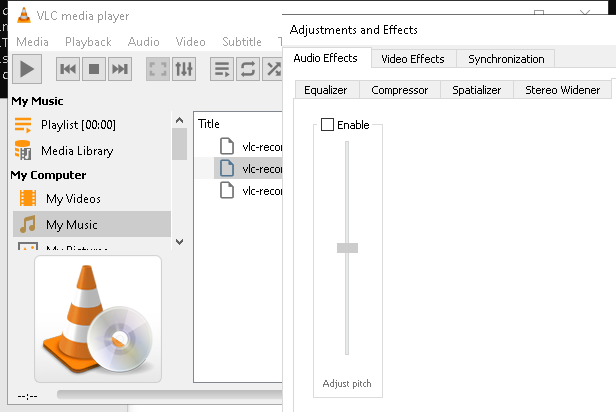 VLC media player
Media Playback Audio Video Subtitle
My Music
Playlist [00:00]
Media Library
My Computer
My Videos
My Music
My Pictures
Title
vlc-recor
vlc-recor
vlc-recor
--:--
Adjustments and Effects
Audio Effects Video Effects Synchronization
Equalizer Compressor Spatializer Stereo Widener
Enable
Adjust pitch